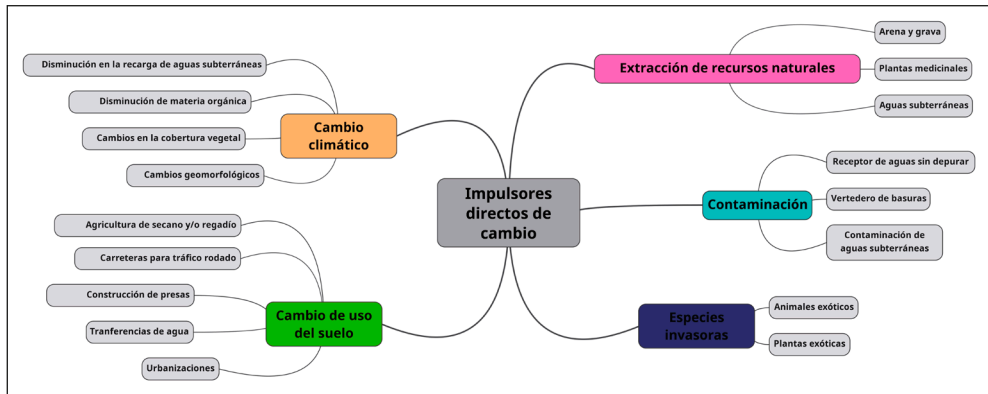 Impulsores
directos de
cambio
Cambio
climático
Disminución en la recarga de aguas subterráneas
Disminución de materia orgánica
Cambios en la cobertura vegetal
Cambios geomorfológicos
Cambio de uso
del suelo
Agricultura de secano y/o regadío
Carreteras para tráfico rodado
Construcción de presas
Tranferencias de agua
Urbanizaciones
Extracción de recursos naturales
Arena y grava
Plantas medicinales
Aguas subterráneas
Contaminación
Receptor de aguas sin depurar
Vertedero de basuras
Contaminación de
aguas subterráneas
Especies
invasoras
Animales exóticos
Plantas exóticas